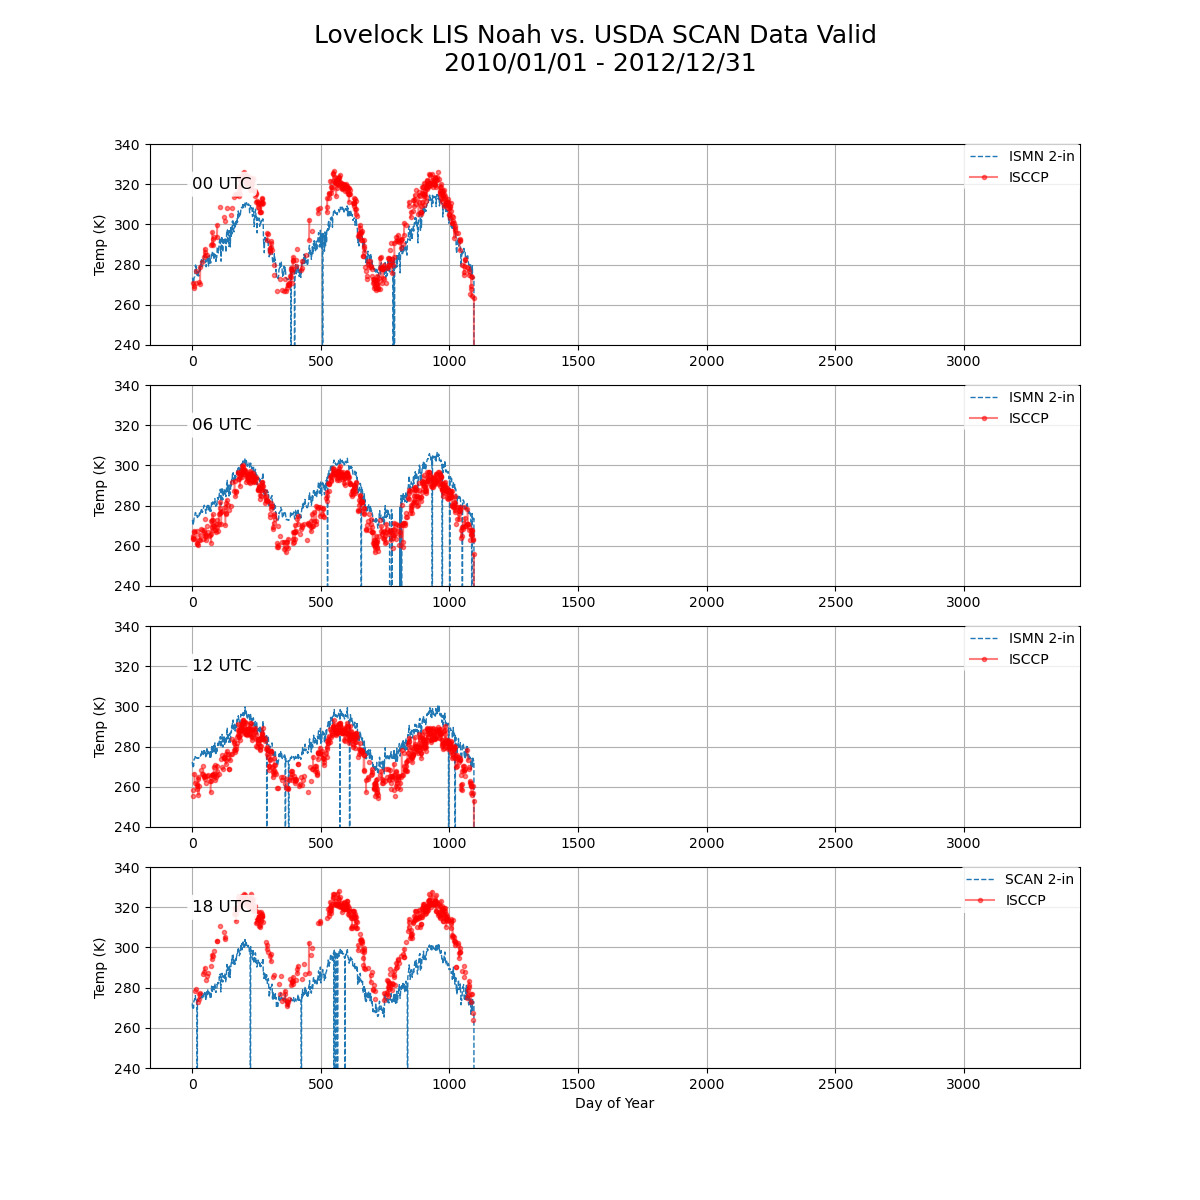 Lovelock LIS Noah vs. USDA SCAN Data Valid
2010/01/01 - 2012/12/31
340
320
300
280
260
240
Temp (K)
00 UTC
ISMN 2-in
ISCCP
0 500 1000 1500 2000 2500 3000
340
320
300
280
260
240
Temp (K)
06 UTC
ISMN 2-in
ISCCP
0 500 1000 1500 2000 2500 3000
340
320
300
280
260
240
Temp (K)
12 UTC
ISMN 2-in
ISCCP
0 500 1000 1500 2000 2500 3000
340
320
300
280
260
240
Temp (K)
18 UTC
SCAN 2-in
ISCCP
0 500 1000 1500 2000 2500 3000
Day of Year